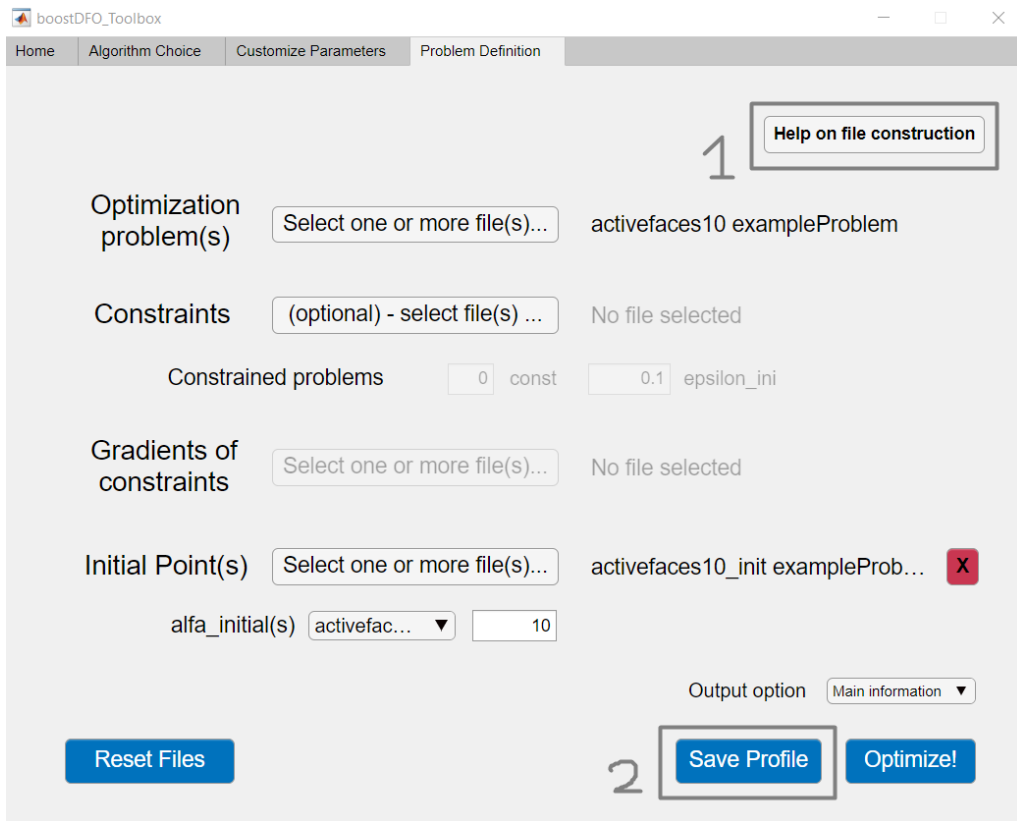 boostDFO_Toolbox
Home Algorithm Choice Customize Parameters Problem Definition
1 Help on file construction
Optimization
problem(s)
Select one or more file(s)...
activefaces10 exampleProblem
Constraints (optional) - select file(s) ... No file selected
Constrained problems 0 const 0.1 epsilon_ini
Gradients of
constraints
Select one or more file(s)...
No file selected
Initial Point(s) Select one or more file(s)... activefaces10_init exampleProb... X
alfa_initial(s) activefac... 10
Output option Main information
Reset Files 2 Save Profile Optimize!